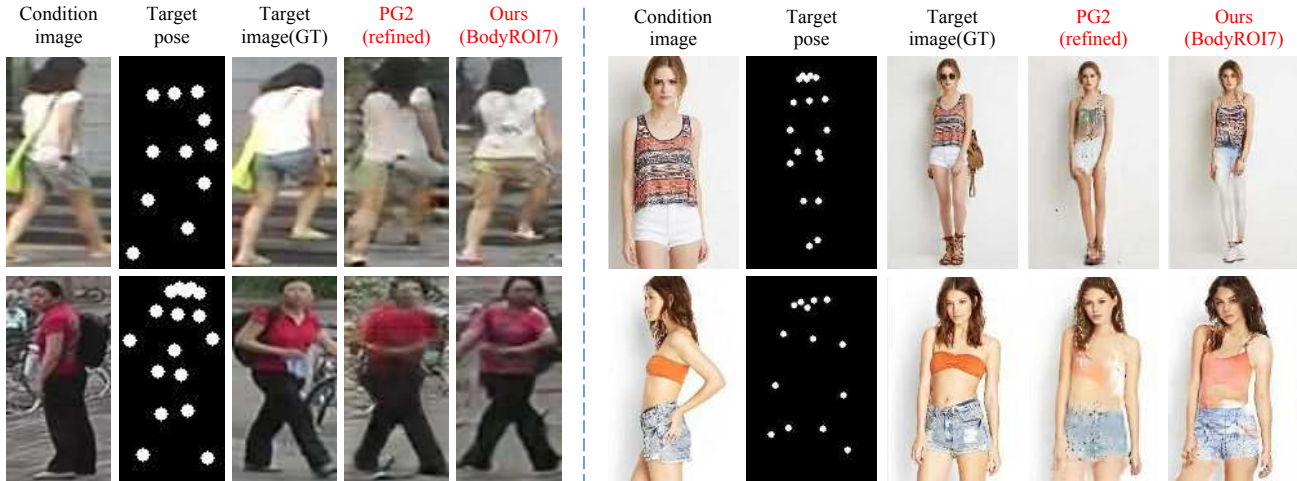 Condition
image
Target
pose
Target
image(GT)
PG2
(refined)
Ours
(BodyROI7)
Condition
image
Target
pose
Target
image(GT)
PG2
(refined)
Ours
(BodyROI7)